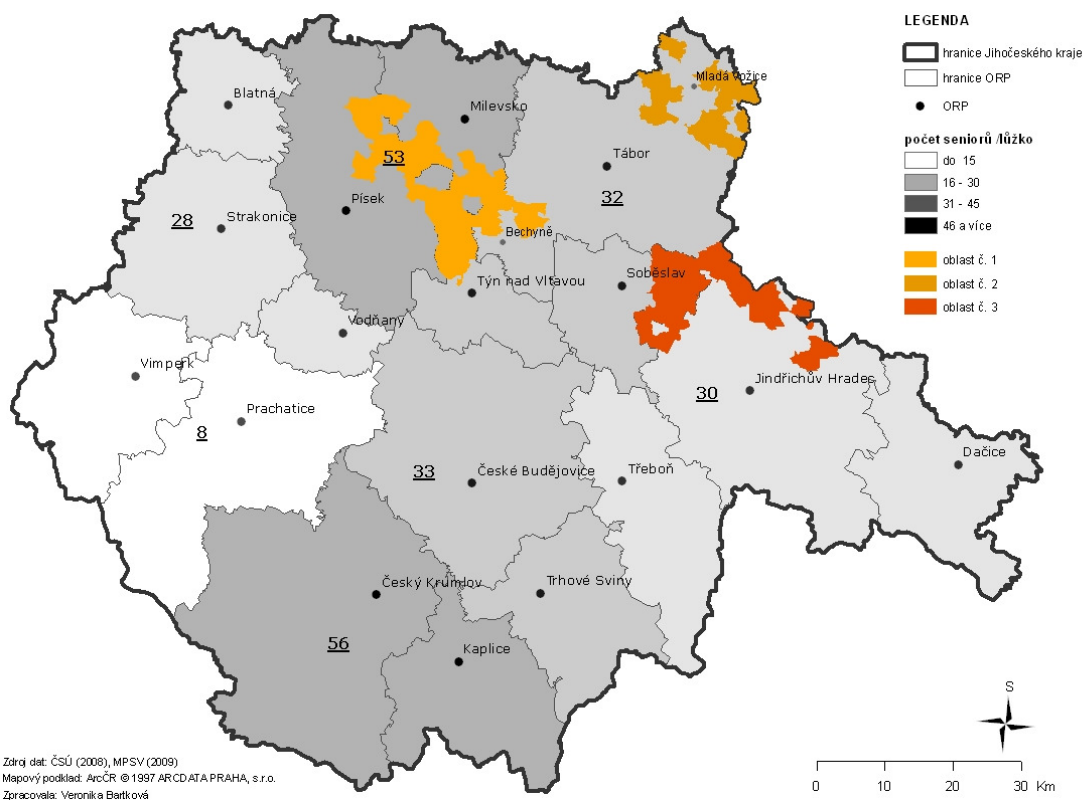 LEGENDA
hranice Jihočeského kraje
hranice ORP
ORP
počet seniorů /lůžko
do 15
16 - 30
31 - 45
46 a více
oblast č. 1
oblast č. 2
oblast č. 3
Blatná
Milevsko
Mladá Vožice
53
Tábor
Písek
32
28
Strakonice
Bechyně
Týn nad Vltavou
Soběslav
Vodňany
Vimperk
Jindřichův Hradec
30
Prachatice
8
33
České Budějovice
Třeboň
Dačice
Český Krumlov
Trhové Sviny
56
Kaplice
S
0 10 20 30 Km
Zdroj dat: ČSÚ (2008), MPSV (2009)
Mapový podklad: ArcČR © 1997 ARCDATA PRAHA, s.r.o.
Zpracovala: Veronika Bartková